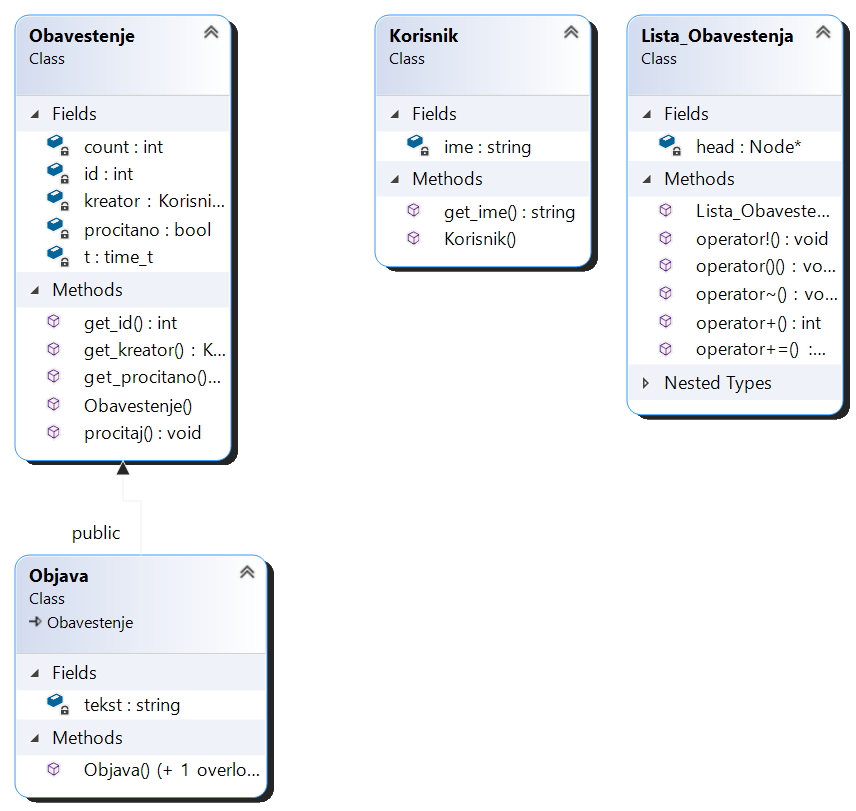 Obavestenje
Class
Fields
count : int
id : int
kreator : Korisni...
procitano : bool
t : time_t
Methods
get_id() : int
get_kreator() : K...
get_procitano()...
Obavestenje()
procitaj() : void
public
Objava
Class
Obavestenje
Fields
tekst : string
Methods
Objava() (+ 1 overlo...
Korisnik
Class
Fields
ime : string
Methods
get_ime() : string
Korisnik()
Lista_Obavestenja
Class
Fields
head : Node*
Methods
Lista_Obaveste...
operator!() : void
operator()() : vo...
operator~() : vo...
operator+() : int
operator+=() :...
Nested Types